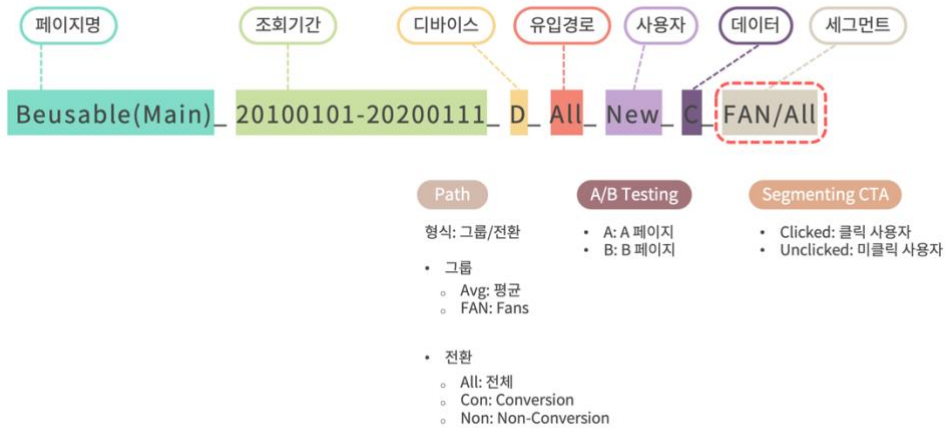 페이지명 조회기간 디바이스 유입경로 사용자 데이터 세그먼트
Beusable(Main)_ 20100101-20200111_ D_ All_ New_ C_ FAN/All
Path
형식: 그룹/전환
• 그룹
○ Avg: 평균
○ FAN: Fans
• 전환
○ All: 전체
○ Con: Conversion
○ Non: Non-Conversion
A/B Testing
• A: A 페이지
• B: B 페이지
Segmenting CTA
• Clicked: 클릭 사용자
• Unclicked: 미클릭 사용자